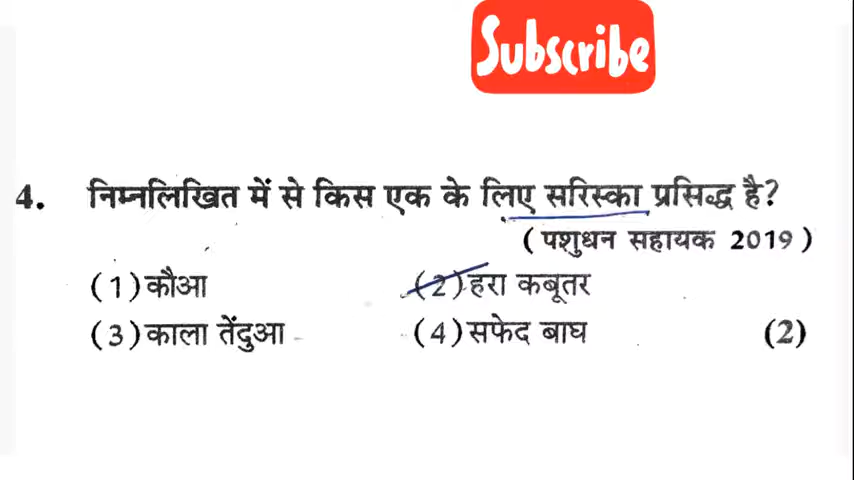 Subscribe
4. निम्नलिखित में से किस एक के लिए सरिस्का प्रसिद्ध है?
( पशुधन सहायक 2019 )
(1) कौआ (2) हरा कबूतर
(3) काला तेंदुआ (4) सफेद बाघ (2)